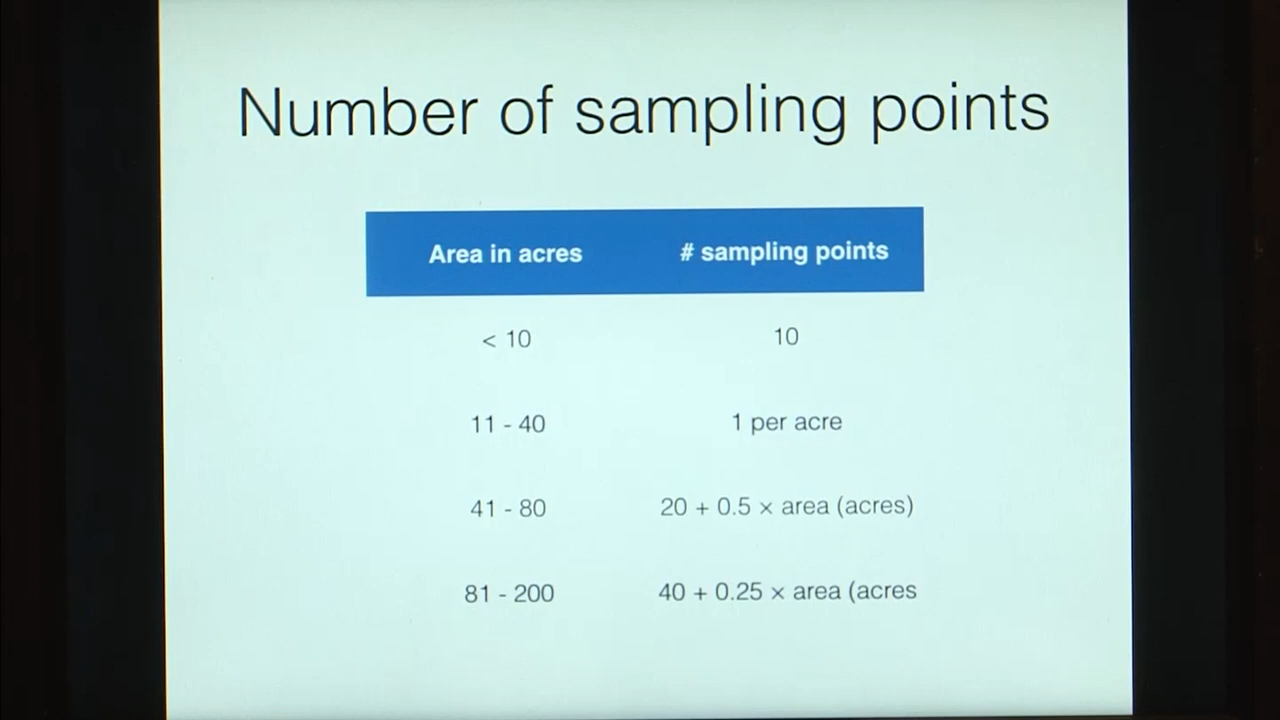 Number of sampling points
Area in acres # sampling points
< 10 10
11 - 40 1 per acre
41 - 80 20 + 0.5 × area (acres)
81 - 200 40 + 0.25 × area (acres